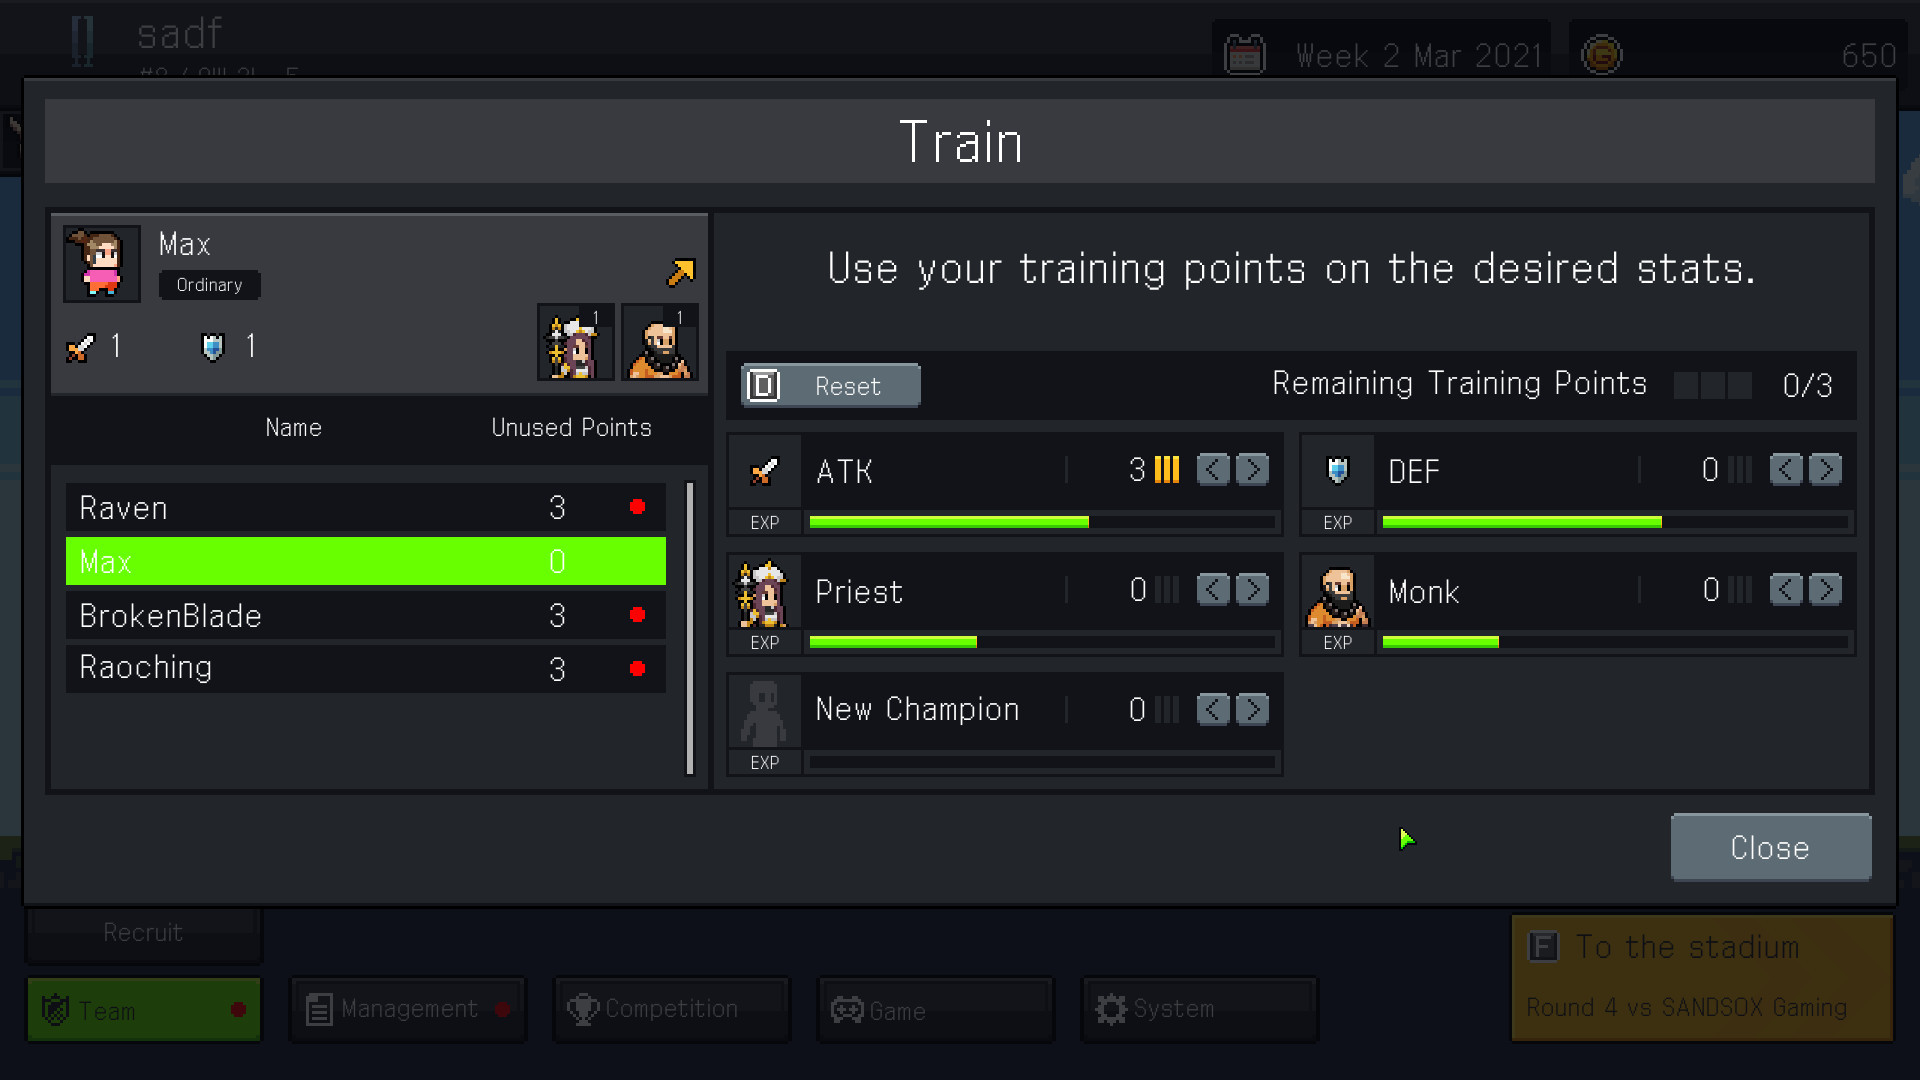 sadf
Week 2 Mar 2021
650
Train
Max
Ordinary
1
1
1
1
Name
Unused Points
Raven 3
Max 0
BrokenBlade 3
Raoching 3
Use your training points on the desired stats.
D Reset
Remaining Training Points 0/3
ATK 3 < >
EXP
DEF 0 < >
EXP
Priest 0 < >
EXP
Monk 0 < >
EXP
New Champion 0 < >
EXP
Close
Recruit
Team
Management
Competition
Game
System
F To the stadium
Round 4 vs SANDSOX Gaming